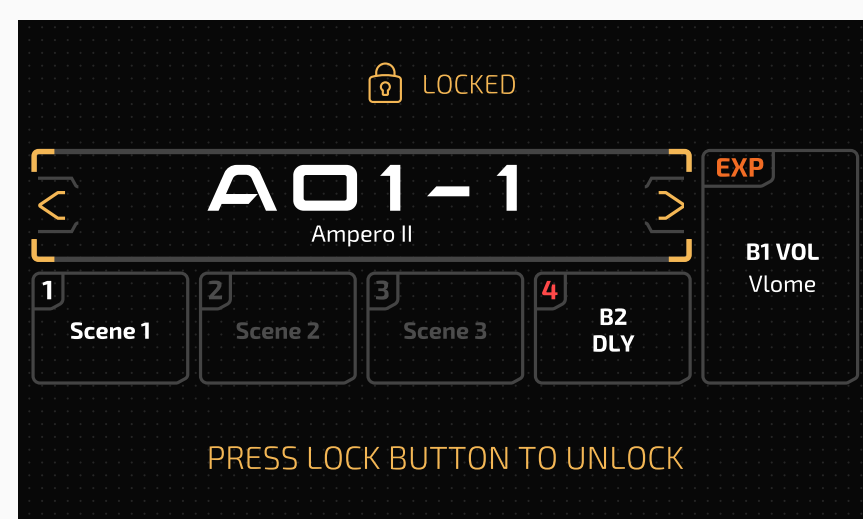 LOCKED
A01-1
Ampero II
EXP
B1 VOL
Vlome
1
Scene 1
2
Scene 2
3
Scene 3
4
B2
DLY
PRESS LOCK BUTTON TO UNLOCK